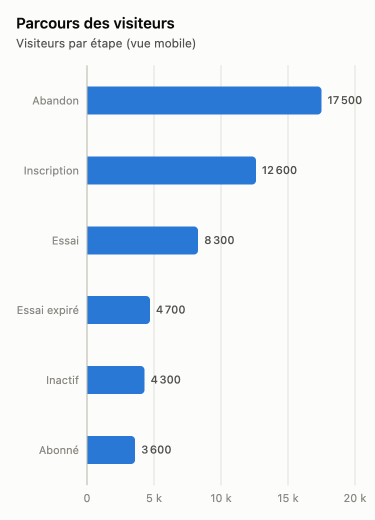 Parcours des visiteurs
Visiteurs par étape (vue mobile)
Abandon 17 500
Inscription 12 600
Essai 8 300
Essai expiré 4 700
Inactif 4 300
Abonné 3 600
0 5 k 10 k 15 k 20 k